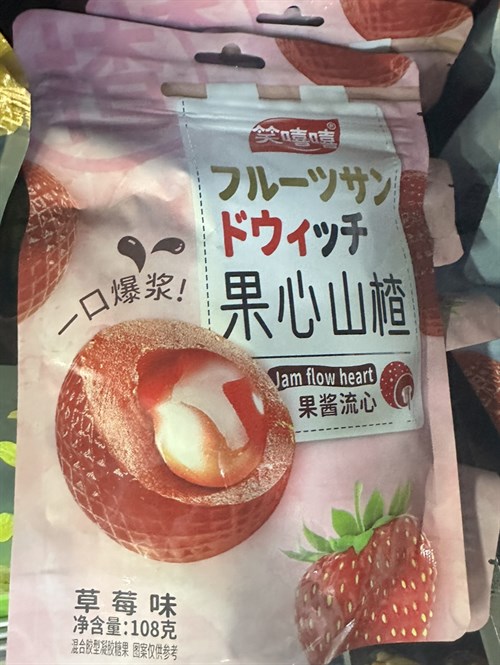 笑嘻嘻®
フルーツサン
ドウィッチ
果心山楂
一口爆浆!
Jam flow heart
果酱流心
草莓味
净含量:108克
混合胶型凝胶糖果 图案仅供参考